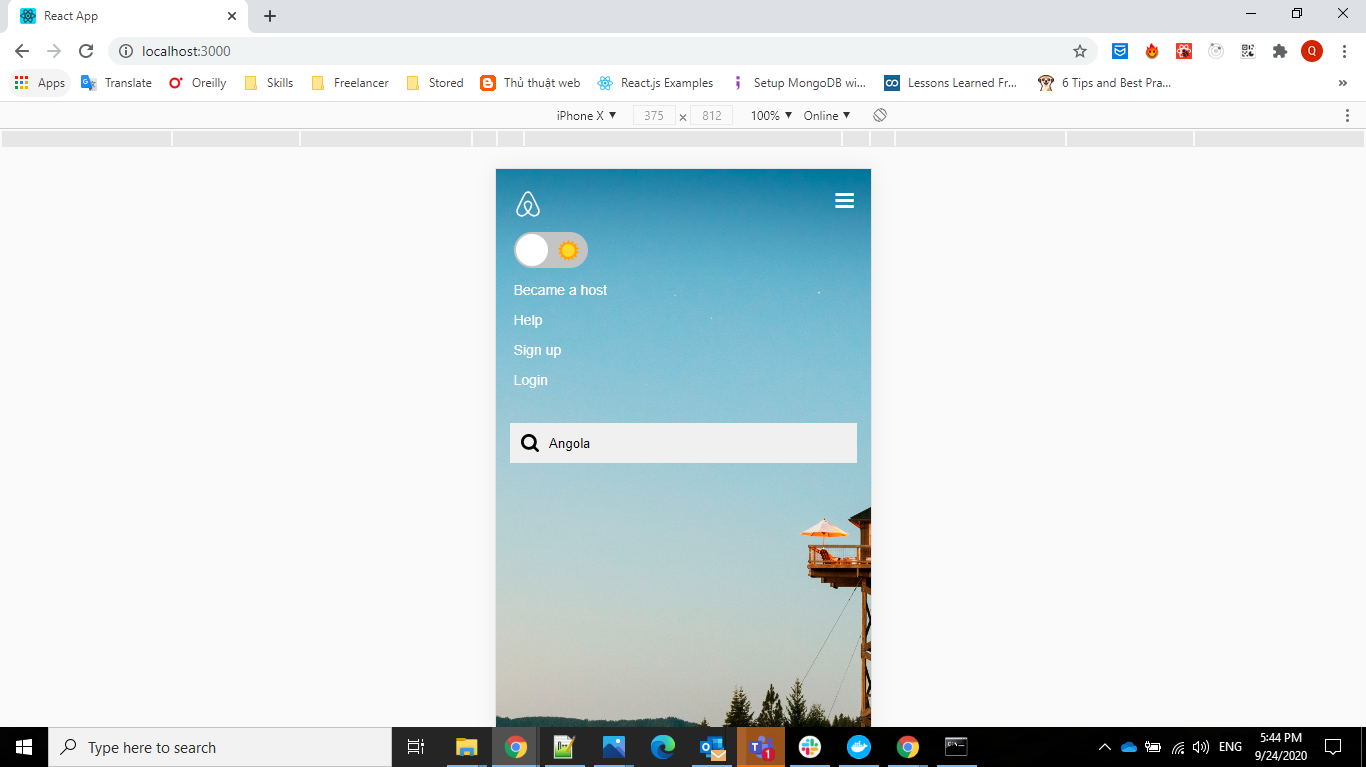 React App
localhost:3000
Q
Apps Translate Oreilly Skills Freelancer Stored Thủ thuật web React.js Examples Setup MongoDB wi... Lessons Learned Fr... 6 Tips and Best Pra... »
iPhone X 375 × 812 100% Online
Became a host
Help
Sign up
Login
Angola
Type here to search
1
ENG
5:44 PM
9/24/2020